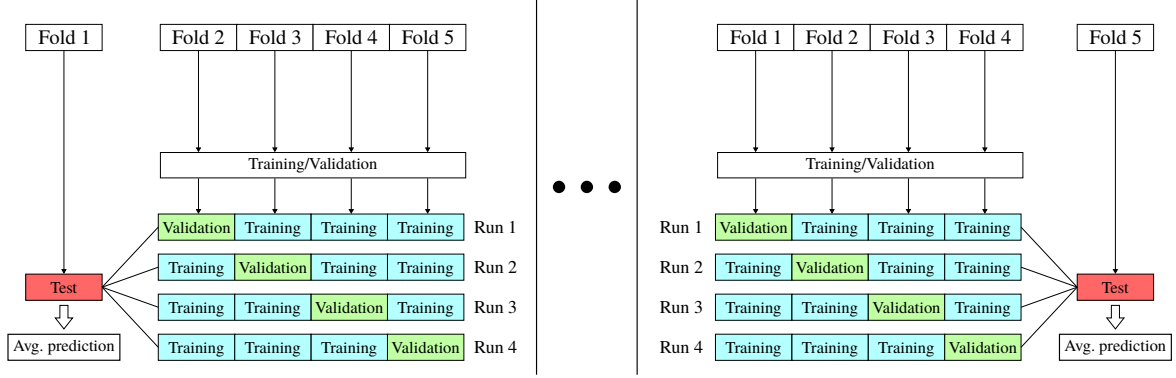 Fold 1
Fold 2 Fold 3 Fold 4 Fold 5
Training/Validation
Validation Training Training Training Run 1
Training Validation Training Training Run 2
Training Training Validation Training Run 3
Training Training Training Validation Run 4
Test
Avg. prediction
Fold 1 Fold 2 Fold 3 Fold 4
Fold 5
Training/Validation
Run 1 Validation Training Training Training
Run 2 Training Validation Training Training
Run 3 Training Training Validation Training
Run 4 Training Training Training Validation
Test
Avg. prediction